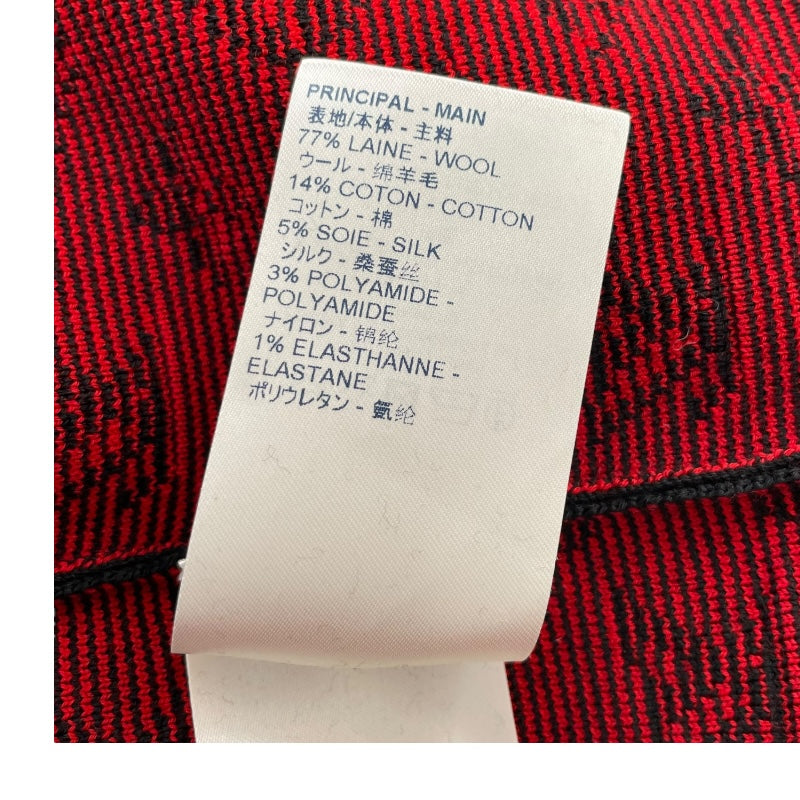 PRINCIPAL - MAIN
表地/本体 - 主料
77% LAINE - WOOL
ウール - 绵羊毛
14% COTON - COTTON
コットン - 棉
5% SOIE - SILK
シルク - 桑蚕丝
3% POLYAMIDE -
POLYAMIDE
ナイロン - 锦纶
1% ELASTHANNE -
ELASTANE
ポリウレタン - 氨纶